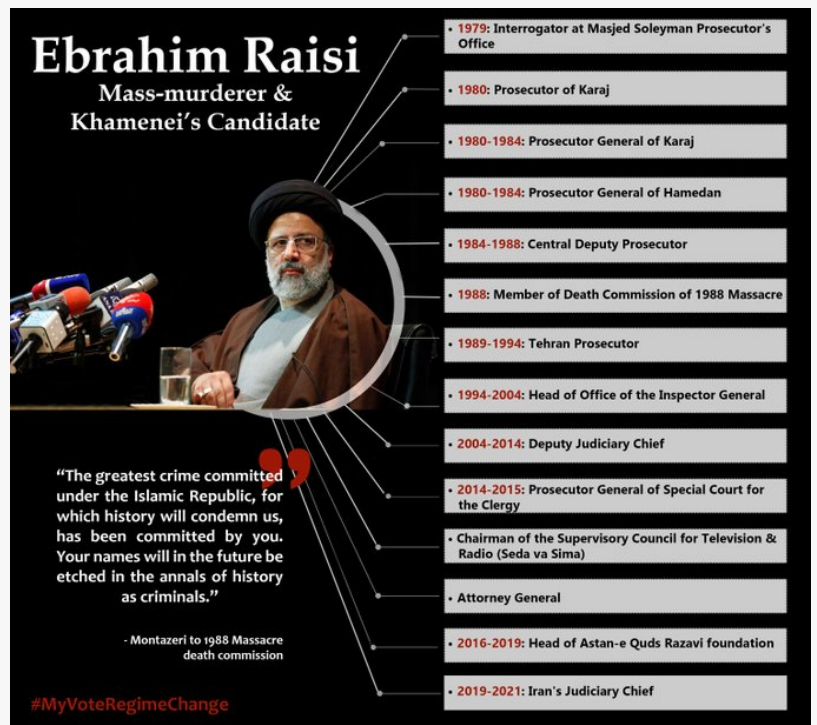 Ebrahim Raisi
Mass-murderer &
Khamenei's Candidate
• 1979: Interrogator at Masjed Soleyman Prosecutor's
Office
• 1980: Prosecutor of Karaj
• 1980-1984: Prosecutor General of Karaj
• 1980-1984: Prosecutor General of Hamedan
• 1984-1988: Central Deputy Prosecutor
• 1988: Member of Death Commission of 1988 Massacre
• 1989-1994: Tehran Prosecutor
• 1994-2004: Head of Office of the Inspector General
• 2004-2014: Deputy Judiciary Chief
• 2014-2015: Prosecutor General of Special Court for
the Clergy
• Chairman of the Supervisory Council for Television &
Radio (Seda va Sima)
• Attorney General
• 2016-2019: Head of Astan-e Quds Razavi foundation
• 2019-2021: Iran's Judiciary Chief
“The greatest crime committed
under the Islamic Republic, for
which history will condemn us,
has been committed by you.
Your names will in the future be
etched in the annals of history
as criminals.”
- Montazeri to 1988 Massacre
death commission
#MyVoteRegimeChange